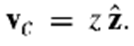 v_c = z ẑ.